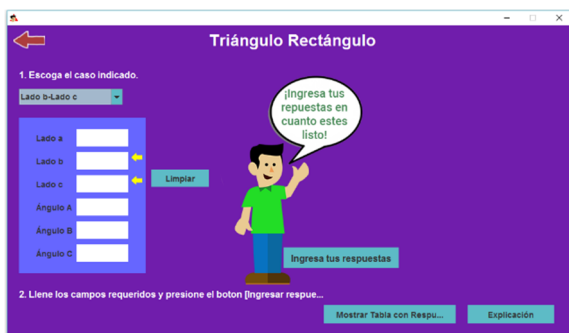 Triángulo Rectángulo
1. Escoga el caso indicado.
Lado b-Lado c
¡Ingresa tus
repuestas en
cuanto estes
listo!
Lado a
Lado b
Lado c
Ángulo A
Ángulo B
Ángulo C
Limpiar
Ingresa tus respuestas
2. Llene los campos requeridos y presione el boton [Ingresar respue...
Mostrar Tabla con Respu...
Explicación